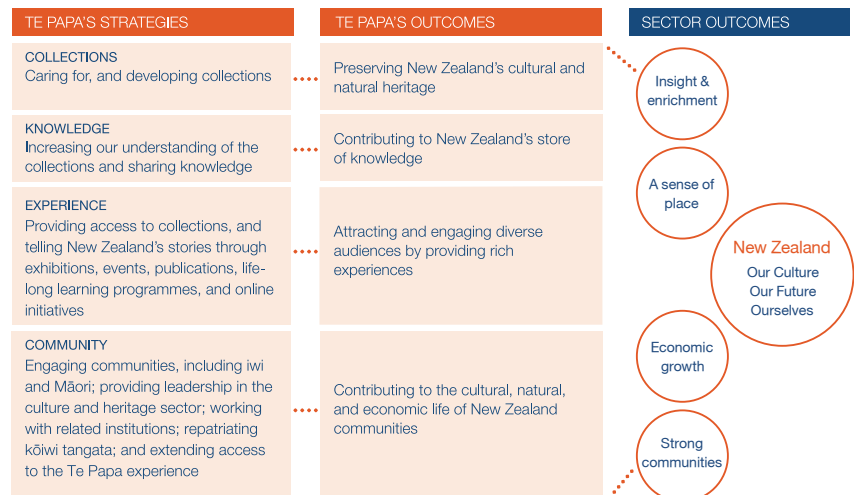 TE PAPA'S STRATEGIES
TE PAPA'S OUTCOMES
SECTOR OUTCOMES
COLLECTIONS
Caring for, and developing collections
Preserving New Zealand's cultural and
natural heritage
KNOWLEDGE
Increasing our understanding of the
collections and sharing knowledge
Contributing to New Zealand's store
of knowledge
EXPERIENCE
Providing access to collections, and
telling New Zealand's stories through
exhibitions, events, publications, life-
long learning programmes, and online
initiatives
Attracting and engaging diverse
audiences by providing rich
experiences
COMMUNITY
Engaging communities, including iwi
and Māori; providing leadership in the
culture and heritage sector; working
with related institutions; repatriating
kōiwi tangata; and extending access
to the Te Papa experience
Contributing to the cultural, natural,
and economic life of New Zealand
communities
Insight &
enrichment
A sense of
place
New Zealand
Our Culture
Our Future
Ourselves
Economic
growth
Strong
communities